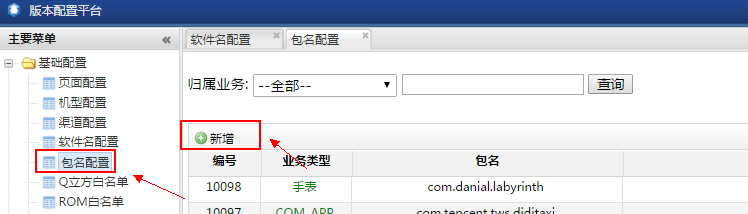 版本配置平台
主要菜单
基础配置
页面配置
机型配置
渠道配置
软件名配置
包名配置
Q立方白名单
ROM白名单
软件名配置 包名配置
归属业务: --全部-- 查询
新增
编号 业务类型 包名
10098 手表 com.danial.labyrinth
10097 COM_APP com.tencent.tws.diditaxi